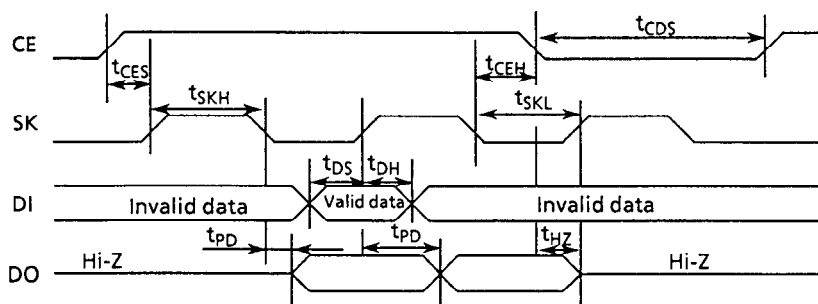 CE
tCDS
tCES
tCEH
tSKH
tSKL
SK
tDS
tDH
DI
Invalid data
Valid data
Invalid data
tPD
tPD
tHZ
DO
Hi-Z
Hi-Z